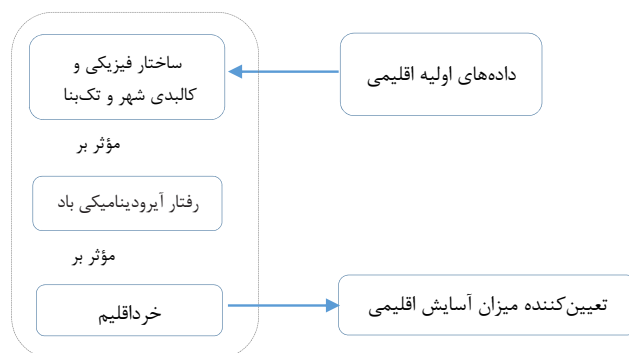 داده‌های اولیه اقلیمی
ساختار فیزیکی و
کالبدی شهر و تک‌بنا
مؤثر بر
رفتار آیرودینامیکی باد
مؤثر بر
خرداقلیم
تعیین‌کننده میزان آسایش اقلیمی